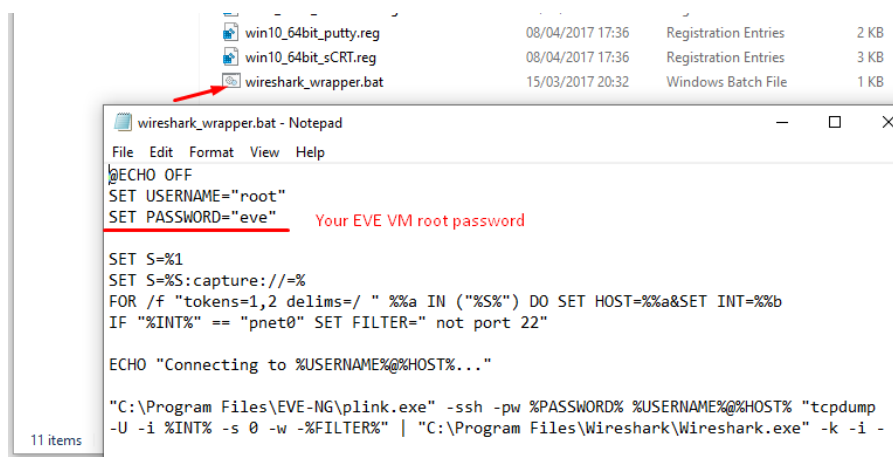 win10_64bit_putty.reg 08/04/2017 17:36 Registration Entries 2 KB
win10_64bit_sCRT.reg 08/04/2017 17:36 Registration Entries 3 KB
wireshark_wrapper.bat 15/03/2017 20:32 Windows Batch File 1 KB
wireshark_wrapper.bat - Notepad
File Edit Format View Help
@ECHO OFF
SET USERNAME="root"
SET PASSWORD="eve"
Your EVE VM root password
SET S=%1
SET S=%S:capture://=%
FOR /f "tokens=1,2 delims=/ " %%a IN ("%S%") DO SET HOST=%%a&SET INT=%%b
IF "%INT%" == "pnet0" SET FILTER=" not port 22"
ECHO "Connecting to %USERNAME%@%HOST%..."
"C:\Program Files\EVE-NG\plink.exe" -ssh -pw %PASSWORD% %USERNAME%@%HOST% "tcpdump
-U -i %INT% -s 0 -w -%FILTER%" | "C:\Program Files\Wireshark\Wireshark.exe" -k -i -
11 items